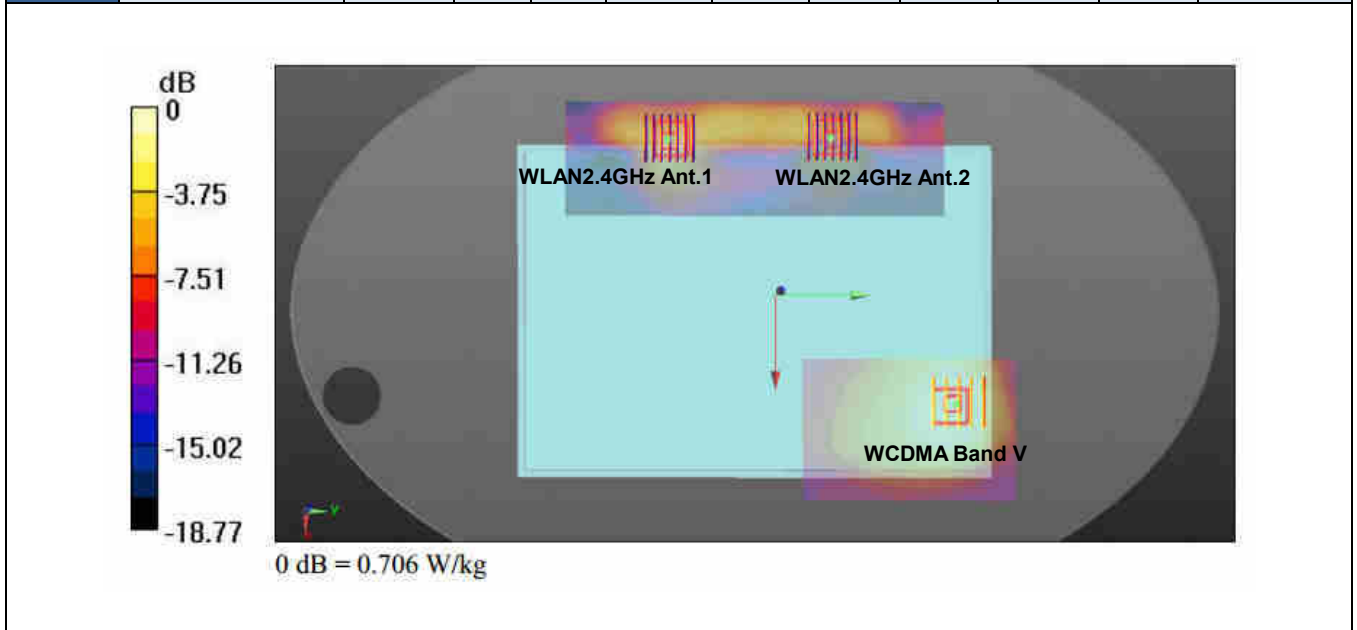 dB
0
-3.75
-7.51
-11.26
-15.02
-18.77
WLAN2.4GHz Ant.1 WLAN2.4GHz Ant.2
WCDMA Band V
Y
0 dB = 0.706 W/kg